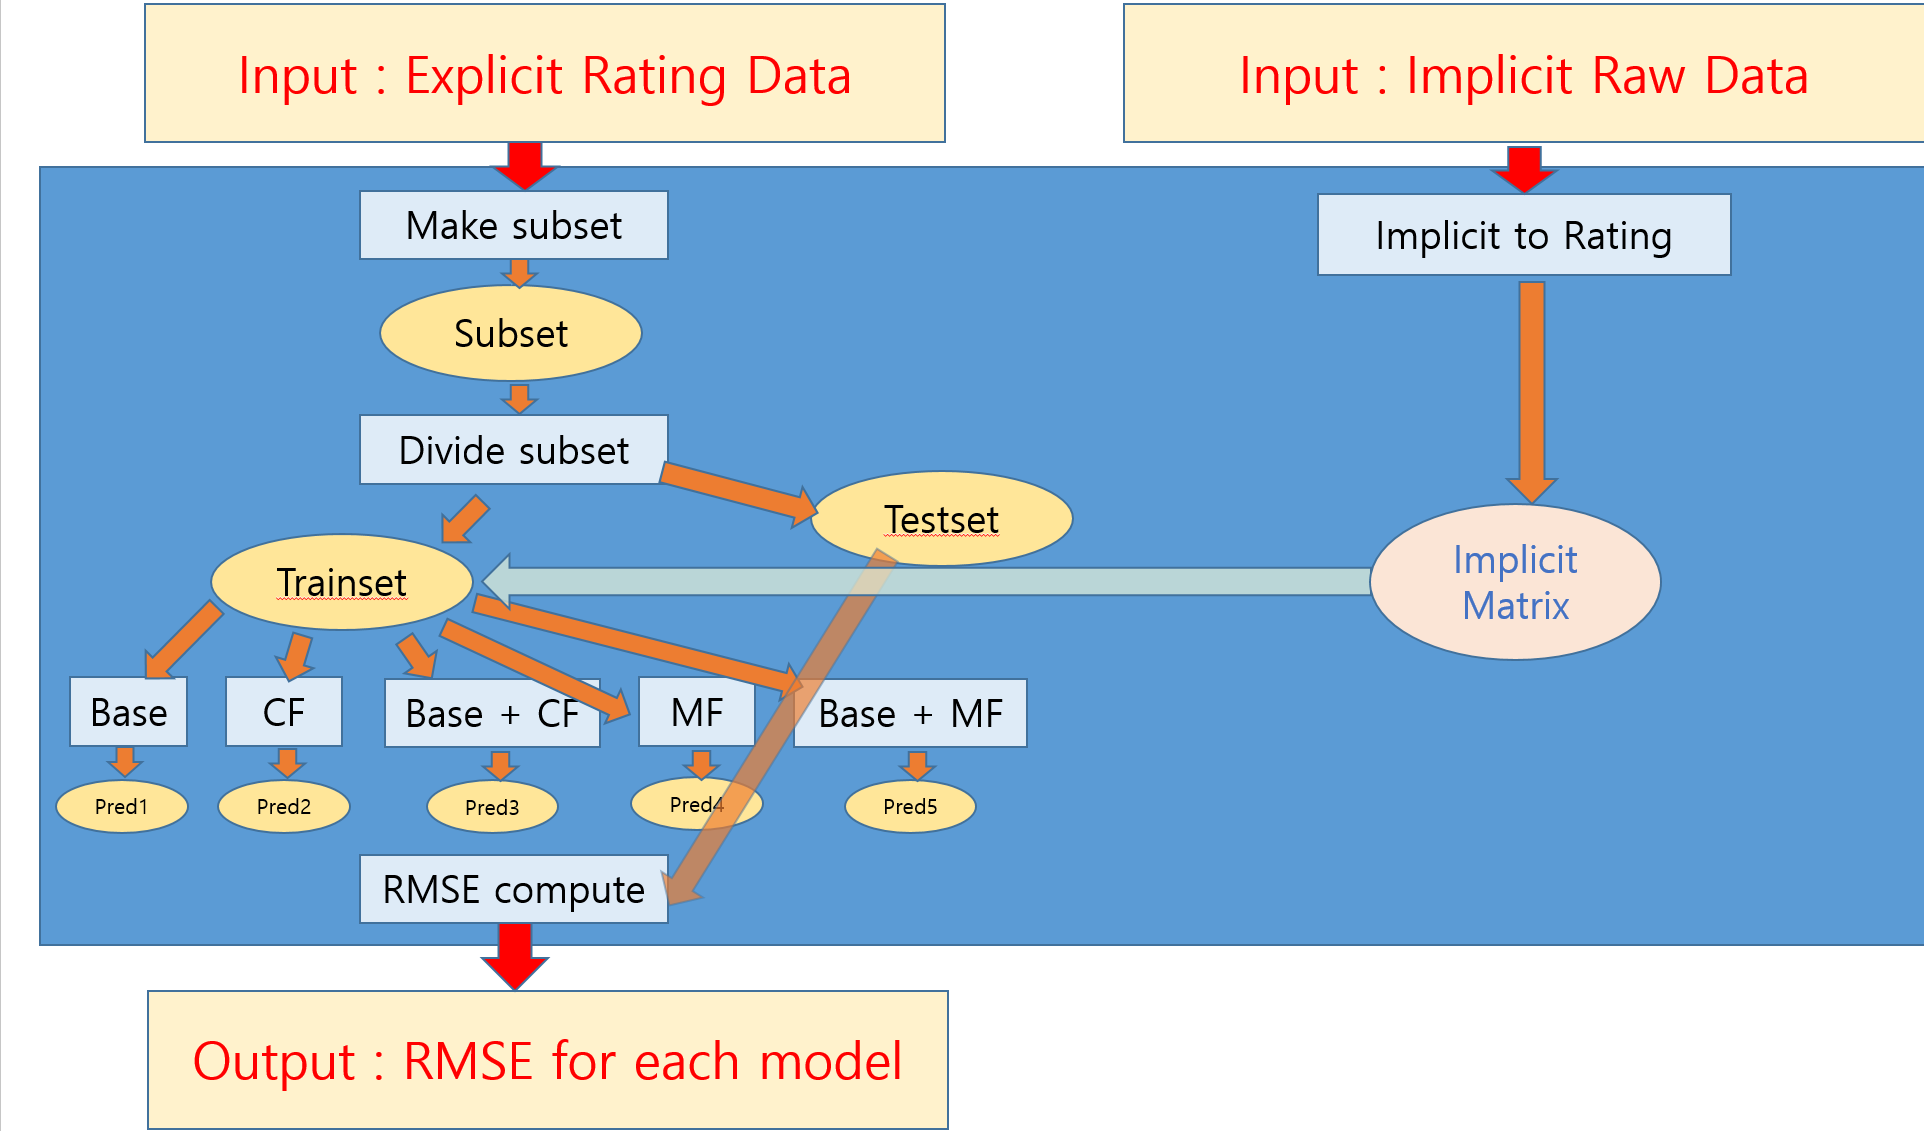 Input : Explicit Rating Data
Input : Implicit Raw Data
Make subset
Implicit to Rating
Subset
Divide subset
Testset
Trainset
Implicit
Matrix
Base
CF
Base + CF
MF
Base + MF
Pred1
Pred2
Pred3
Pred4
Pred5
RMSE compute
Output : RMSE for each model